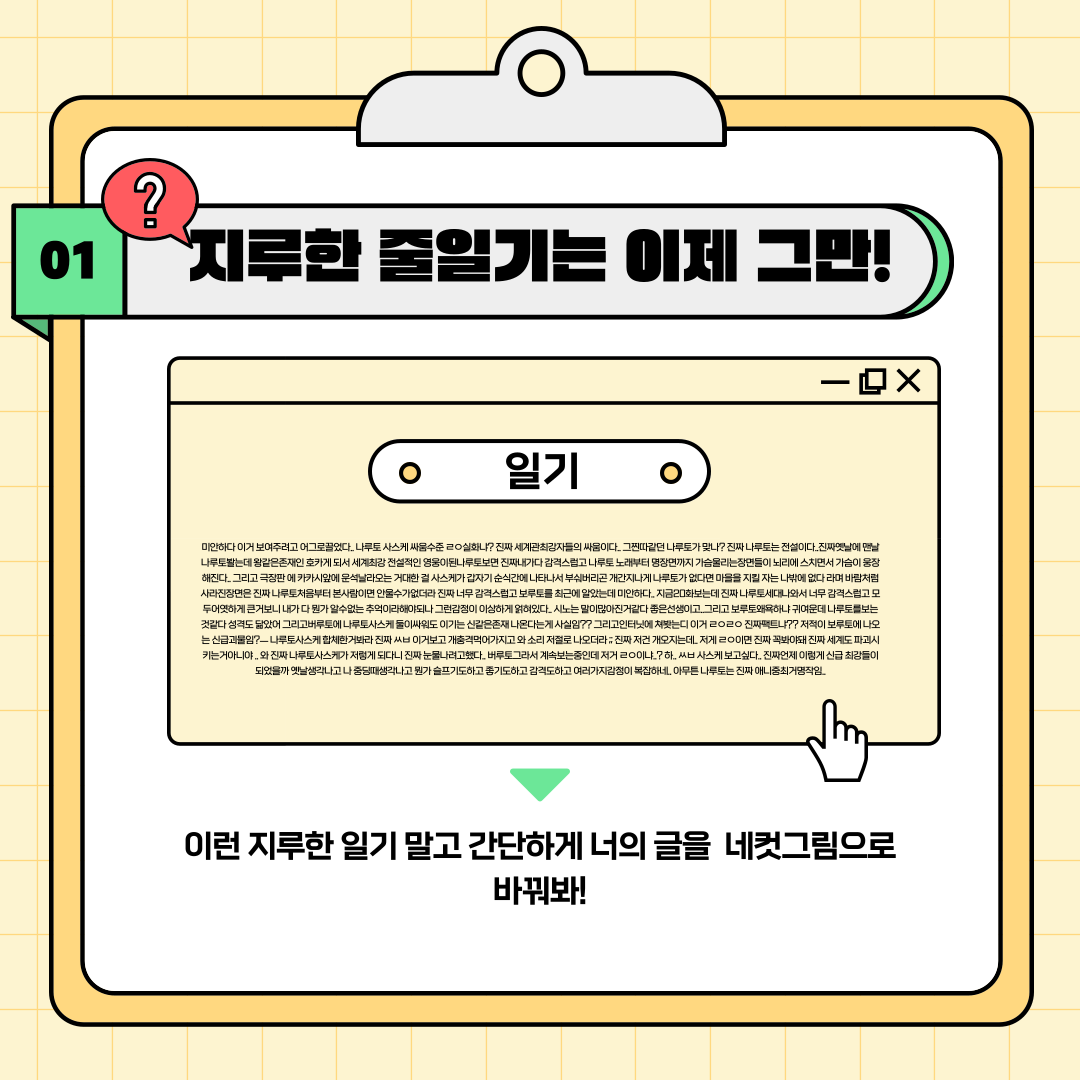 ?
01
지루한 줄일기는 이제 그만!
일기
미안하다 이거 보여주려고 어그로끌었다.. 나루토 사스케 싸움수준 ㄹㅇ실화냐? 진짜 세계관최강자들의 싸움이다.. 그찐따같던 나루토가 맞나? 진짜 나루토는 전설이다..진짜옛날에 맨날
나루토봘는데 왕같은존재인 호카게 되서 세계최강 전설적인 영웅이된나루토보면 진짜내가다 감격스럽고 나루토 노래부터 명장면까지 가슴울리는장면들이 뇌리에 스치면서 가슴이 웅장
해진다.. 그리고 극장판 에 카카시앞에 운석날라오는 거대한 걸 사스케가 갑자기 순식간에 나타나서 부숴버리곤 개간지나게 나루토가 없다면 마을을 지킬 자는 나밖에 없다 라며 바람처럼
사라진장면은 진짜 나루토처음부터 본사람이면 안울수가없더라 진짜 너무 감격스럽고 보루토를 최근에 알았는데 미안하다.. 지금20화보는데 진짜 나루토세대나와서 너무 감격스럽고 모
두어엿하게 큰거보니 내가 다 뭔가 알수없는 추억이라해야되나 그런감정이 이상하게 얽혀있다.. 시노는 말이많아진거같다 좋은선생이고..그리고 보루토왜욕하냐 귀여운데 나루토를보는
것같다 성격도 닮았어 그리고버루토에 나루토사스케 둘이싸워도 이기는 신같은존재 나온다는게 사실임?? 그리고인터닛에 쳐봣는디 이거 ㄹㅇㄹㅇ 진짜팩트냐?? 저적이 보루토에 나오
는 신급괴물임?ㅡ 나루토사스케 합체한거봐라 진짜 ㅆㅂ 이거보고 개충격먹어가지고 와 소리 저절로 나오더라 ;; 진짜 저건 개오지는데.. 저게 ㄹㅇ이면 진짜 꼭봐야돼 진짜 세계도 파괴시
키는거아니야 .. 와 진짜 나루토사스케가 저렇게 되다니 진짜 눈물나려고했다.. 버루토그라서 계속보는중인데 저거 ㄹㅇ이냐..? 하.. ㅆㅂ 사스케 보고싶다.. 진짜언제 이렇게 신급 최강들이
되었을까 옛날생각나고 나 중딩때생각나고 뭔가 슬프기도하고 좋기도하고 감격도하고 여러가지감정이 복잡하네.. 아무튼 나루토는 진짜 애니중최거명작임..
이런 지루한 일기 말고 간단하게 너의 글을 네컷그림으로
바꿔봐!